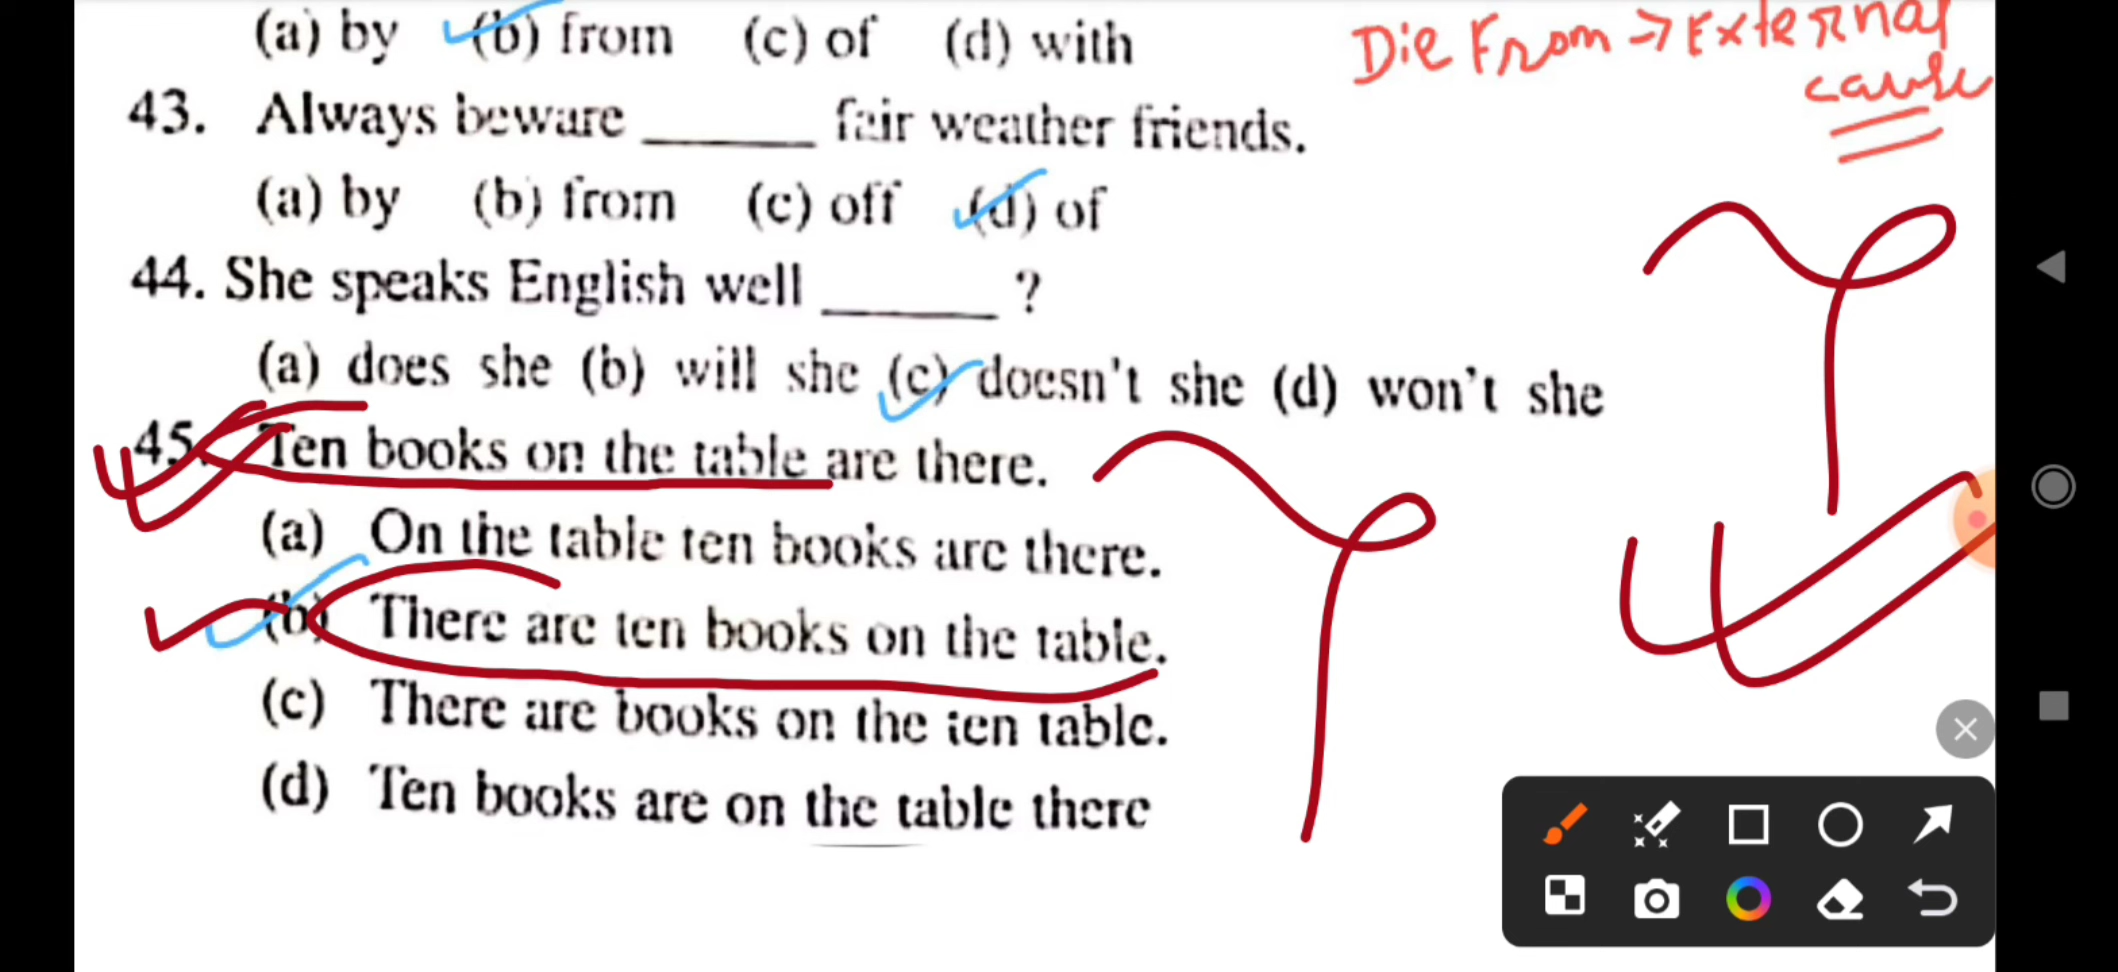 (a) by (b) from (c) of (d) with
Die From → External
cause
43. Always beware ______ fair weather friends.
(a) by (b) from (c) off (d) of
44. She speaks English well ______ ?
(a) does she (b) will she (c) doesn't she (d) won't she
45. Ten books on the table are there.
(a) On the table ten books are there.
(b) There are ten books on the table.
(c) There are books on the ten table.
(d) Ten books are on the table there